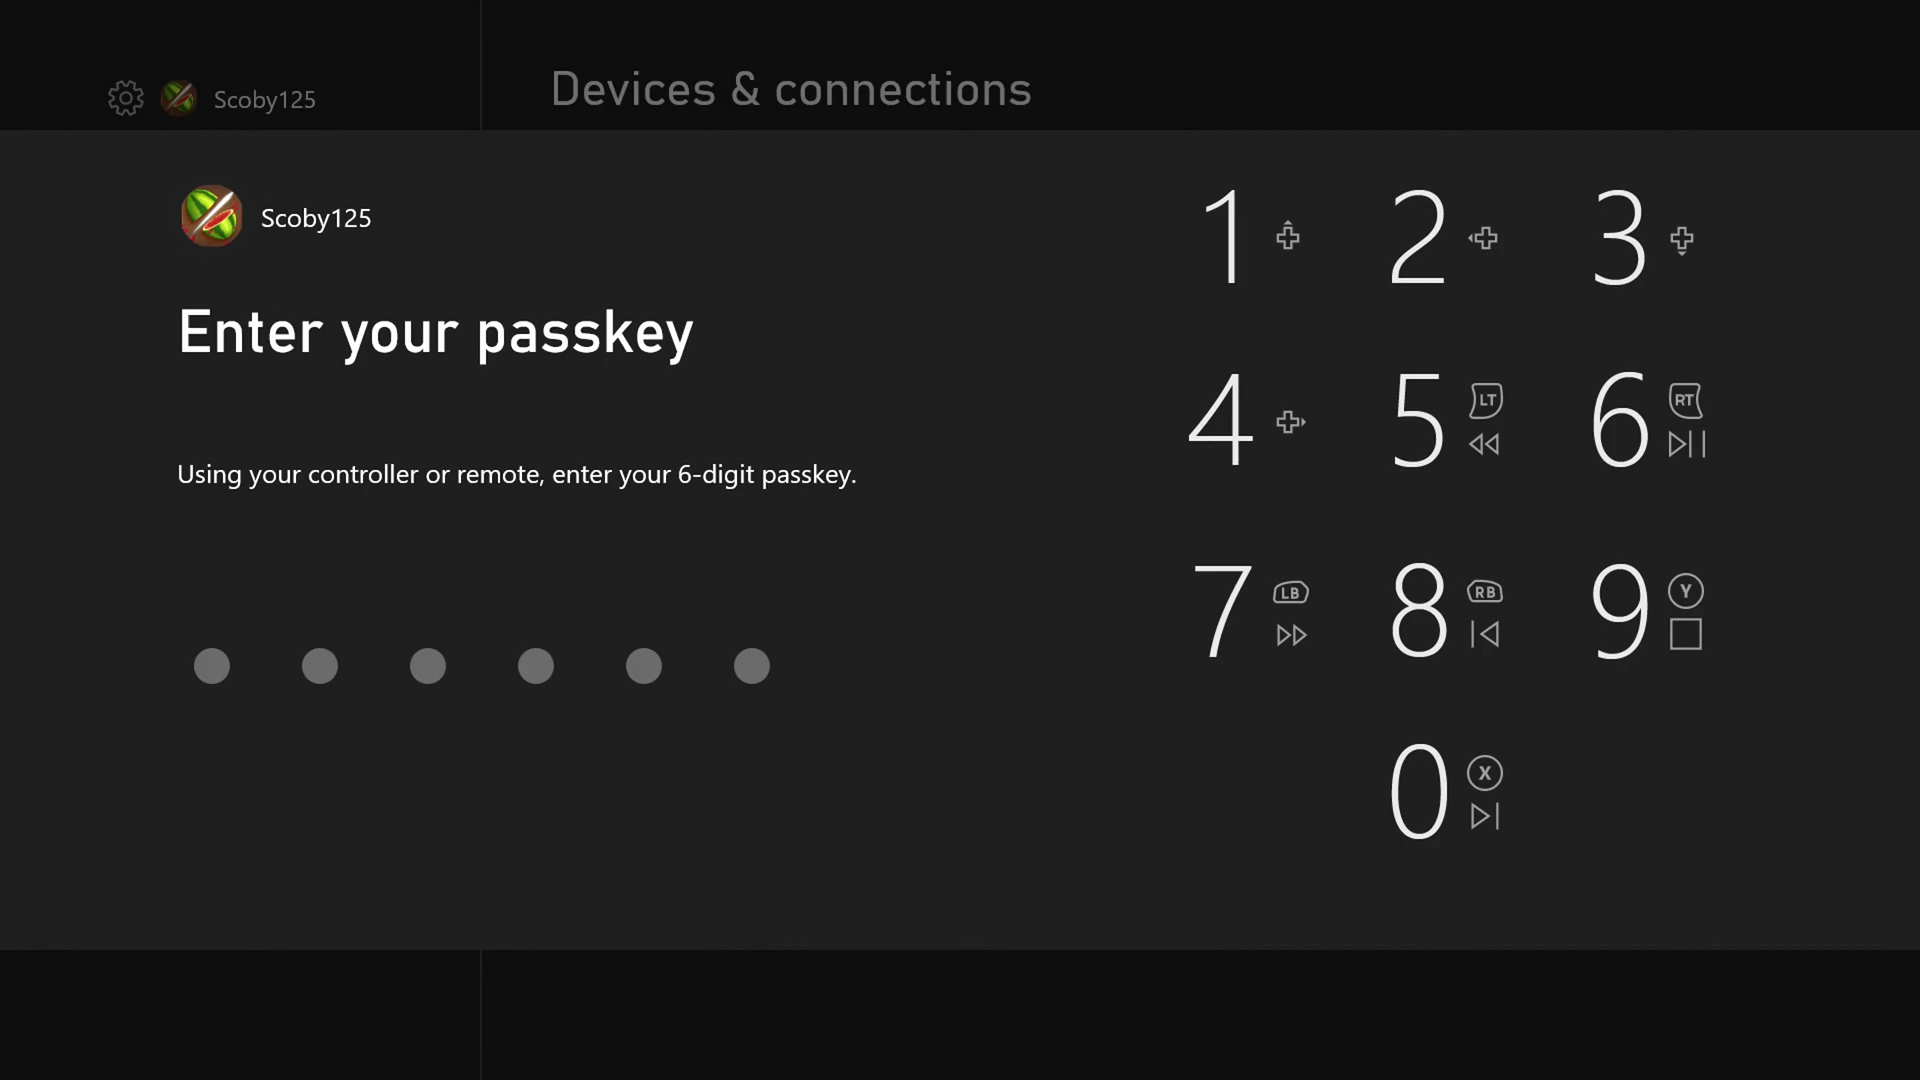 Scoby125
Devices & connections
Scoby125
Enter your passkey
Using your controller or remote, enter your 6-digit passkey.
1 2 3
4 5 LT 6 RT
7 LB 8 RB 9 Y
0 X